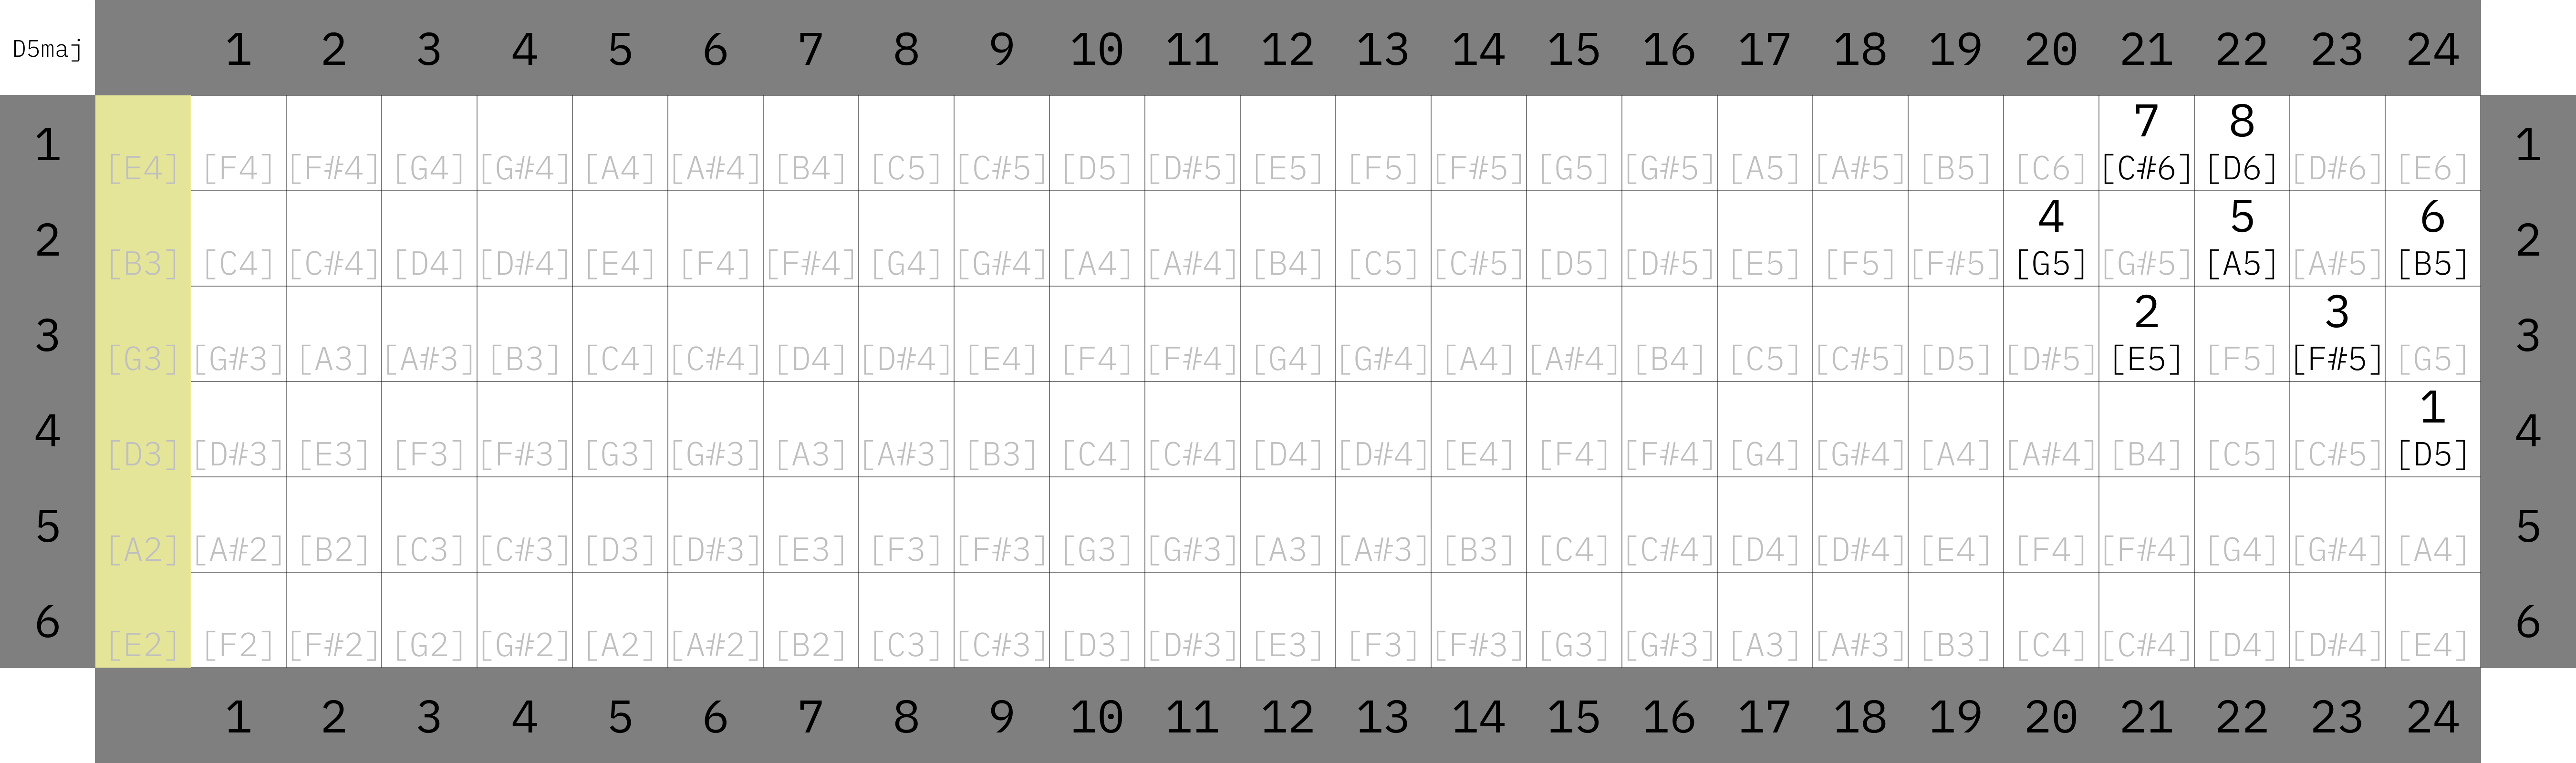 D5maj 1 2 3 4 5 6 7 8 9 10 11 12 13 14 15 16 17 18 19 20 21 22 23 24
7 8
1 [E4] [F4] [F#4] [G4] [G#4] [A4] [A#4] [B4] [C5] [C#5] [D5] [D#5] [E5] [F5] [F#5] [G5] [G#5] [A5] [A#5] [B5] [C6] [C#6] [D6] [D#6] [E6] 1
4 5 6
2 [B3] [C4] [C#4] [D4] [D#4] [E4] [F4] [F#4] [G4] [G#4] [A4] [A#4] [B4] [C5] [C#5] [D5] [D#5] [E5] [F5] [F#5] [G5] [G#5] [A5] [A#5] [B5] 2
2 3
3 [G3] [G#3] [A3] [A#3] [B3] [C4] [C#4] [D4] [D#4] [E4] [F4] [F#4] [G4] [G#4] [A4] [A#4] [B4] [C5] [C#5] [D5] [D#5] [E5] [F5] [F#5] [G5] 3
1
4 [D3] [D#3] [E3] [F3] [F#3] [G3] [G#3] [A3] [A#3] [B3] [C4] [C#4] [D4] [D#4] [E4] [F4] [F#4] [G4] [G#4] [A4] [A#4] [B4] [C5] [C#5] [D5] 4
5 [A2] [A#2] [B2] [C3] [C#3] [D3] [D#3] [E3] [F3] [F#3] [G3] [G#3] [A3] [A#3] [B3] [C4] [C#4] [D4] [D#4] [E4] [F4] [F#4] [G4] [G#4] [A4] 5
6 [E2] [F2] [F#2] [G2] [G#2] [A2] [A#2] [B2] [C3] [C#3] [D3] [D#3] [E3] [F3] [F#3] [G3] [G#3] [A3] [A#3] [B3] [C4] [C#4] [D4] [D#4] [E4] 6
1 2 3 4 5 6 7 8 9 10 11 12 13 14 15 16 17 18 19 20 21 22 23 24